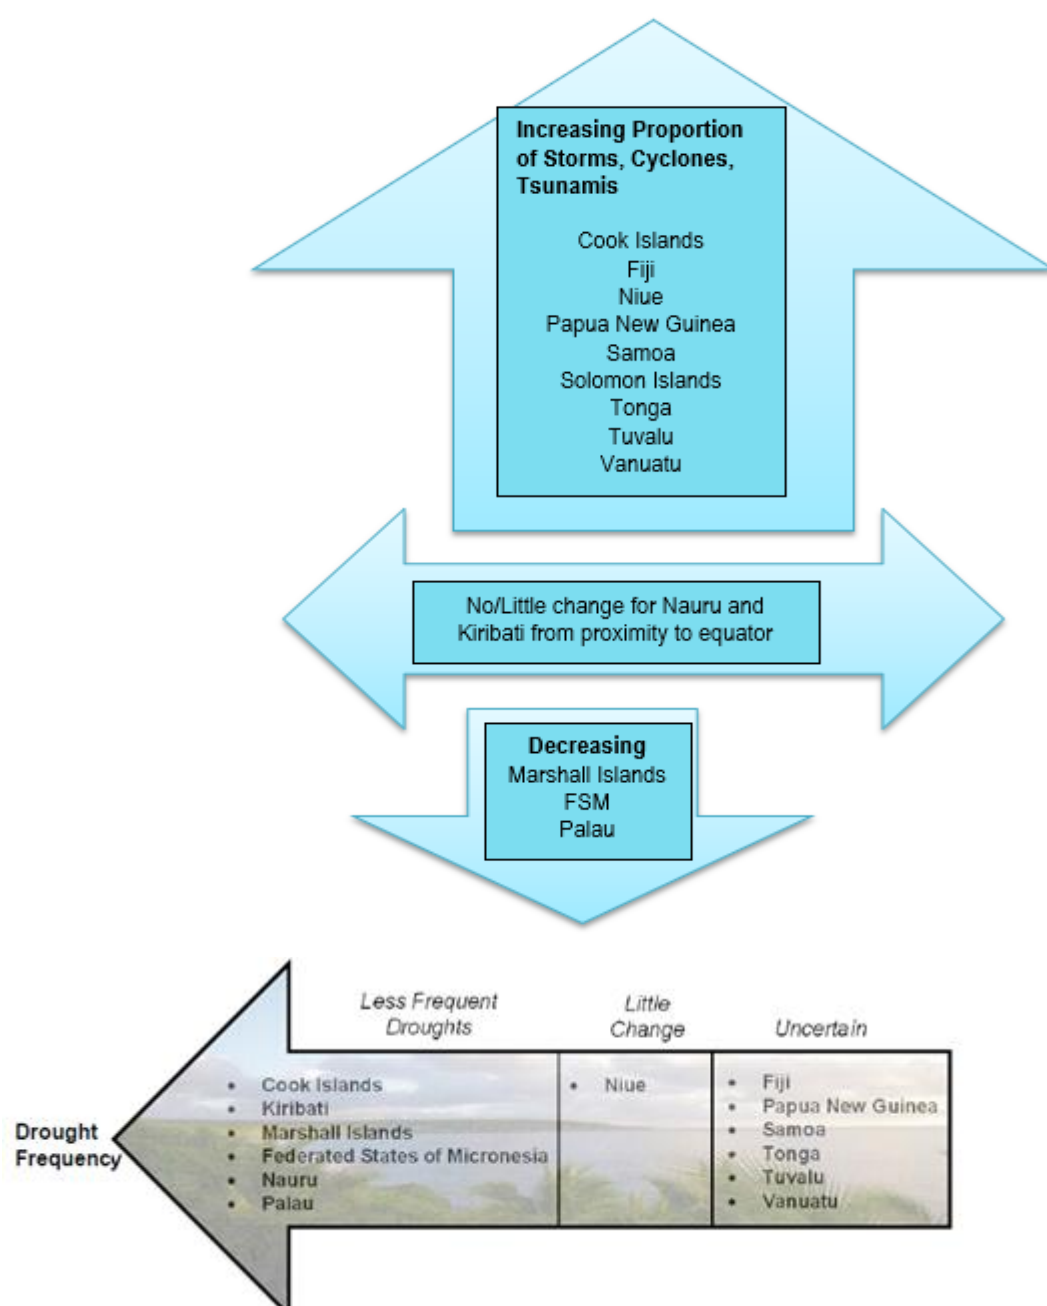 Increasing Proportion
of Storms, Cyclones,
Tsunamis
Cook Islands
Fiji
Niue
Papua New Guinea
Samoa
Solomon Islands
Tonga
Tuvalu
Vanuatu
No/Little change for Nauru and
Kiribati from proximity to equator
Decreasing
Marshall Islands
FSM
Palau
Drought
Frequency
Less Frequent
Droughts
• Cook Islands
• Kiribati
• Marshall Islands
• Federated States of Micronesia
• Nauru
• Palau
Little
Change
• Niue
Uncertain
• Fiji
• Papua New Guinea
• Samoa
• Tonga
• Tuvalu
• Vanuatu